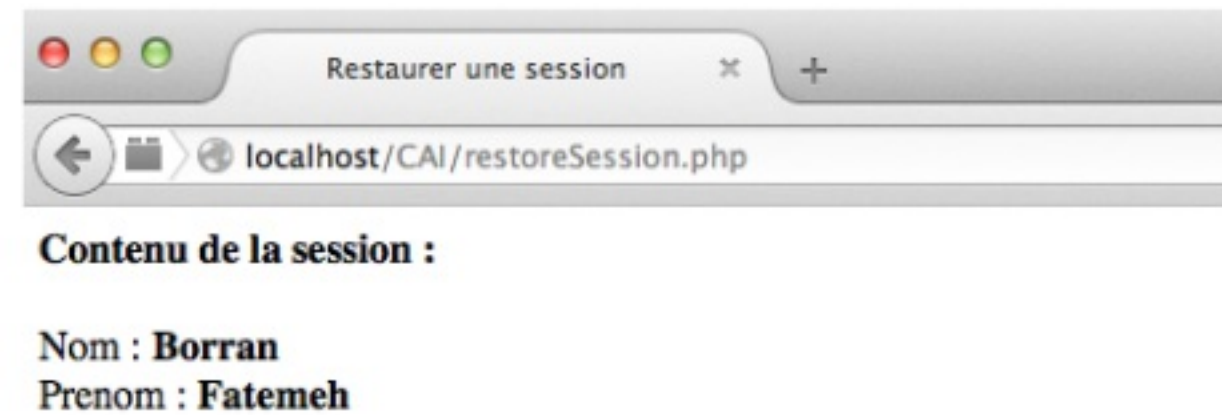 Restaurer une session
localhost/CAI/restoreSession.php
Contenu de la session :
Nom : Borran
Prenom : Fatemeh